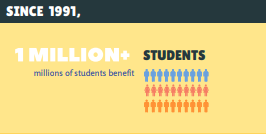 SINCE 1991,
1 MILLION+ STUDENTS
millions of students benefit